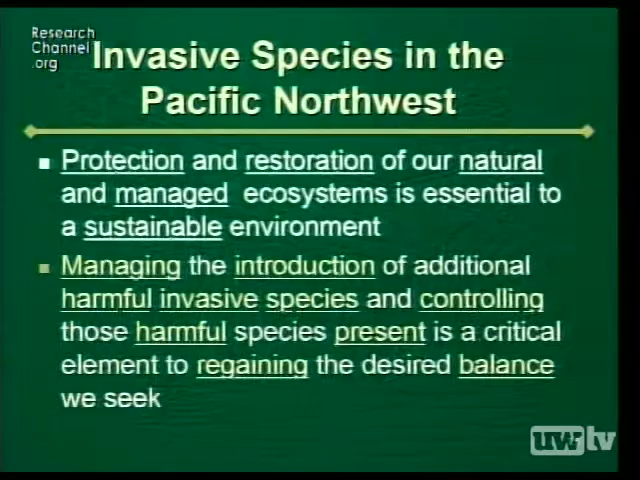 Research
Channel
.org
Invasive Species in the
Pacific Northwest
Protection and restoration of our natural
and managed ecosystems is essential to
a sustainable environment
Managing the introduction of additional
harmful invasive species and controlling
those harmful species present is a critical
element to regaining the desired balance
we seek
uwtv